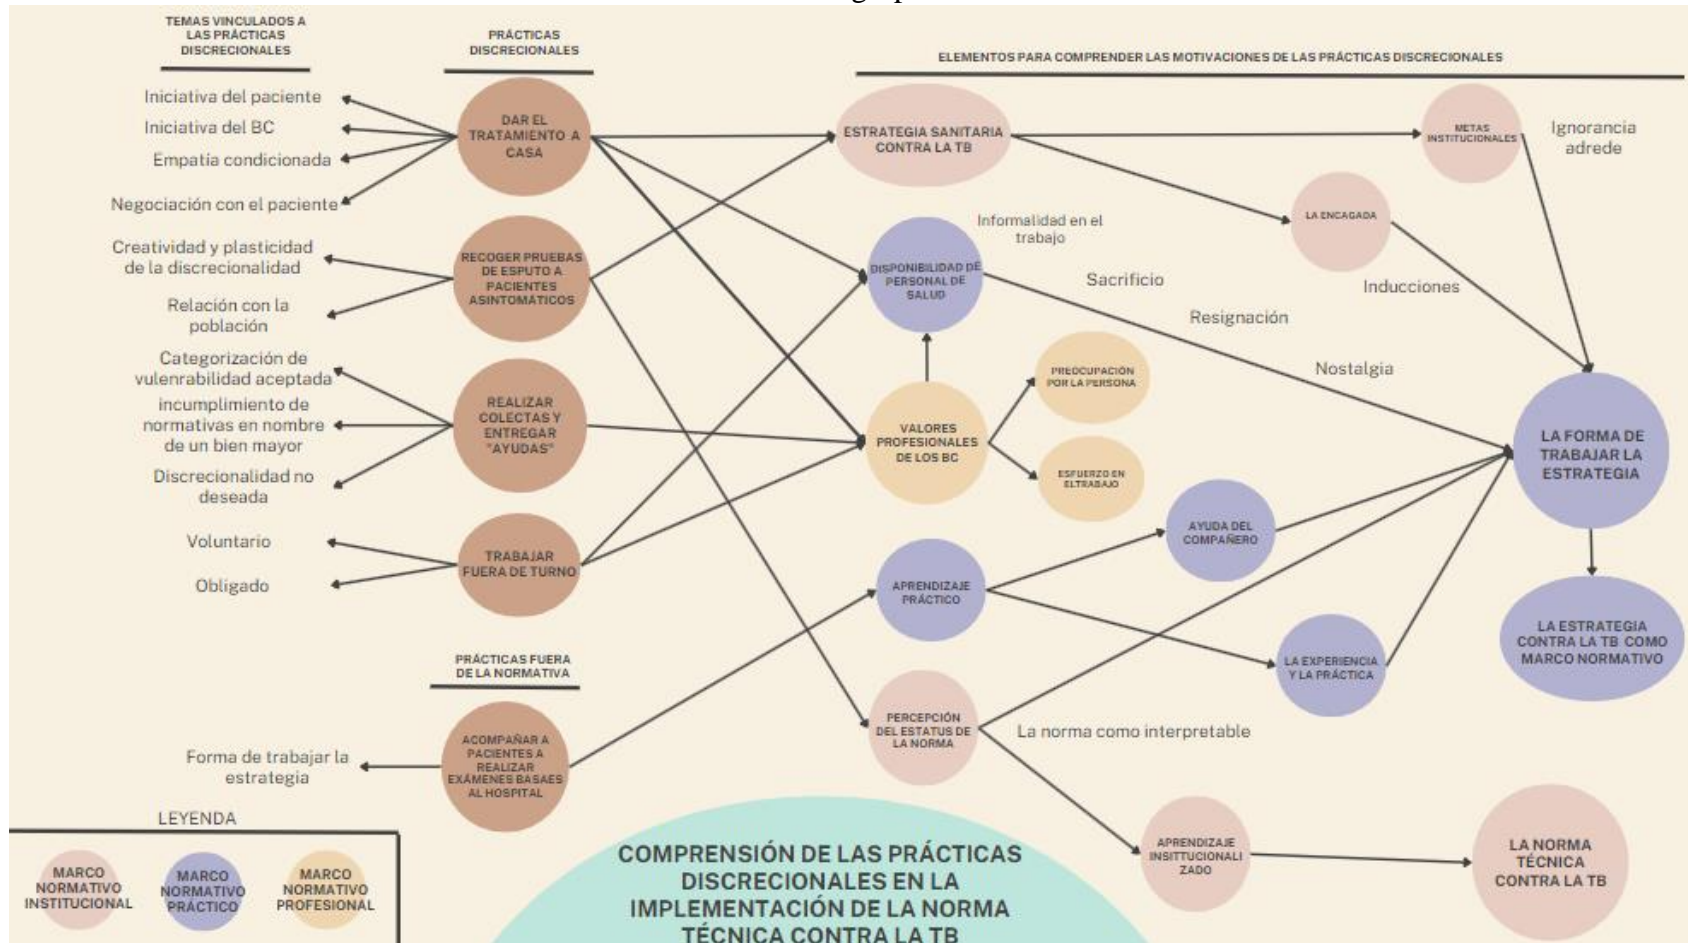 TEMAS VINCULADOS A
LAS PRÁCTICAS
DISCRECIONALES
PRÁCTICAS
DISCRECIONALES
ELEMENTOS PARA COMPRENDER LAS MOTIVACIONES DE LAS PRÁCTICAS DISCRECIONALES
Iniciativa del paciente
Iniciativa del BC
Empatía condicionada
Negociación con el paciente
Creatividad y plasticidad
de la discrecionalidad
Relación con la
población
Categorización de
vulenrabilidad aceptada
incumplimiento de
normativas en nombre
de un bien mayor
Discrecionalidad no
deseada
Voluntario
Obligado
DAR EL
TRATAMIENTO A
CASA
RECOGER PRUEBAS
DE ESPUTO A
PACIENTES
ASINTOMÁTICOS
REALIZAR
COLECTAS Y
ENTREGAR
"AYUDAS"
TRABAJAR
FUERA DE TURNO
PRÁCTICAS FUERA
DE LA NORMATIVA
ACOMPAÑAR A
PACIENTES A
REALIZAR
EXÁMENES BASAES
AL HOSPITAL
Forma de trabajar la
estrategia
ESTRATEGIA SANITARIA
CONTRA LA TB
METAS
INSTITUCIONALES
Ignorancia
adrede
LA ENCAGADA
Informalidad en el
trabajo
DISPONIBILIDAD DE
PERSONAL DE
SALUD
Sacrificio
Inducciones
Resignación
Nostalgia
PREOCUPACIÓN
POR LA PERSONA
VALORES
PROFESIONALES
DE LOS BC
ESFUERZO EN
ELTRABAJO
LA FORMA DE
TRABAJAR LA
ESTRATEGIA
AYUDA DEL
COMPAÑERO
APRENDIZAJE
PRÁCTICO
LA EXPERIENCIA
Y LA PRÁCTICA
LA ESTRATEGIA
CONTRA LA TB COMO
MARCO NORMATIVO
PERCEPCIÓN
DEL ESTATUS DE
LA NORMA
La norma como interpretable
APRENDIZAJE
INSITTUCIONALI
ZADO
LA NORMA
TÉCNICA
CONTRA LA TB
LEYENDA
MARCO
NORMATIVO
INSTITUCIONAL
MARCO
NORMATIVO
PRÁCTICO
MARCO
NORMATIVO
PROFESIONAL
COMPRENSIÓN DE LAS PRÁCTICAS
DISCRECIONALES EN LA
IMPLEMENTACIÓN DE LA NORMA
TÉCNICA CONTRA LA TB